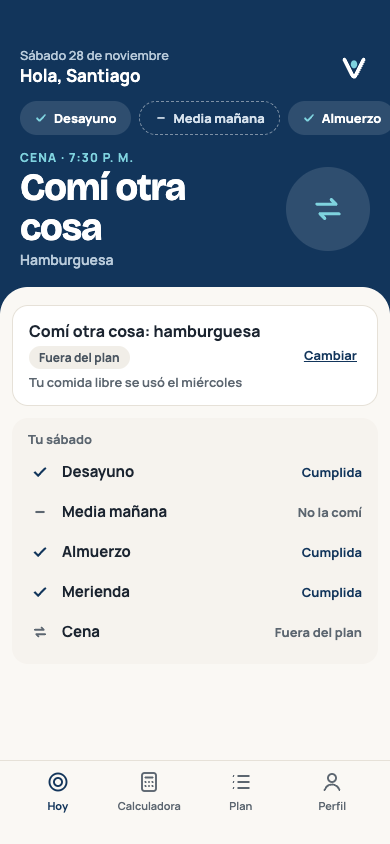 Sábado 28 de noviembre
Hola, Santiago
Desayuno
Media mañana
Almuerzo
CENA · 7:30 P. M.
Comí otra
cosa
Hamburguesa
Comí otra cosa: hamburguesa
Fuera del plan
Cambiar
Tu comida libre se usó el miércoles
Tu sábado
Desayuno Cumplida
Media mañana No la comí
Almuerzo Cumplida
Merienda Cumplida
Cena Fuera del plan
Hoy Calculadora Plan Perfil